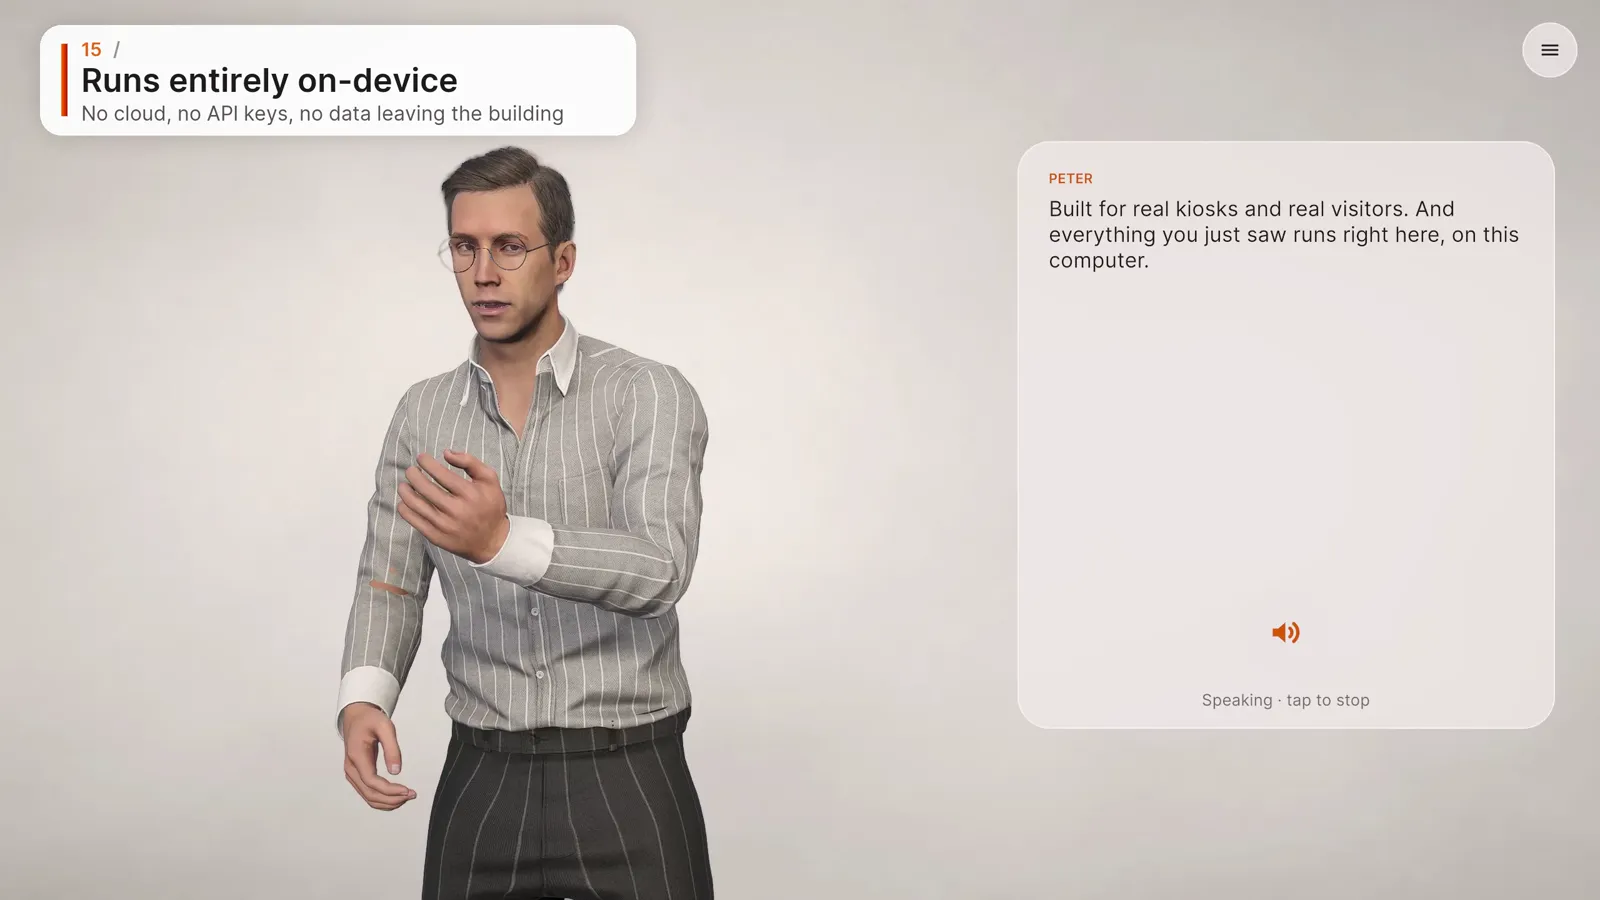 15 /
Runs entirely on-device
No cloud, no API keys, no data leaving the building
PETER
Built for real kiosks and real visitors. And
everything you just saw runs right here, on this
computer.
Speaking · tap to stop